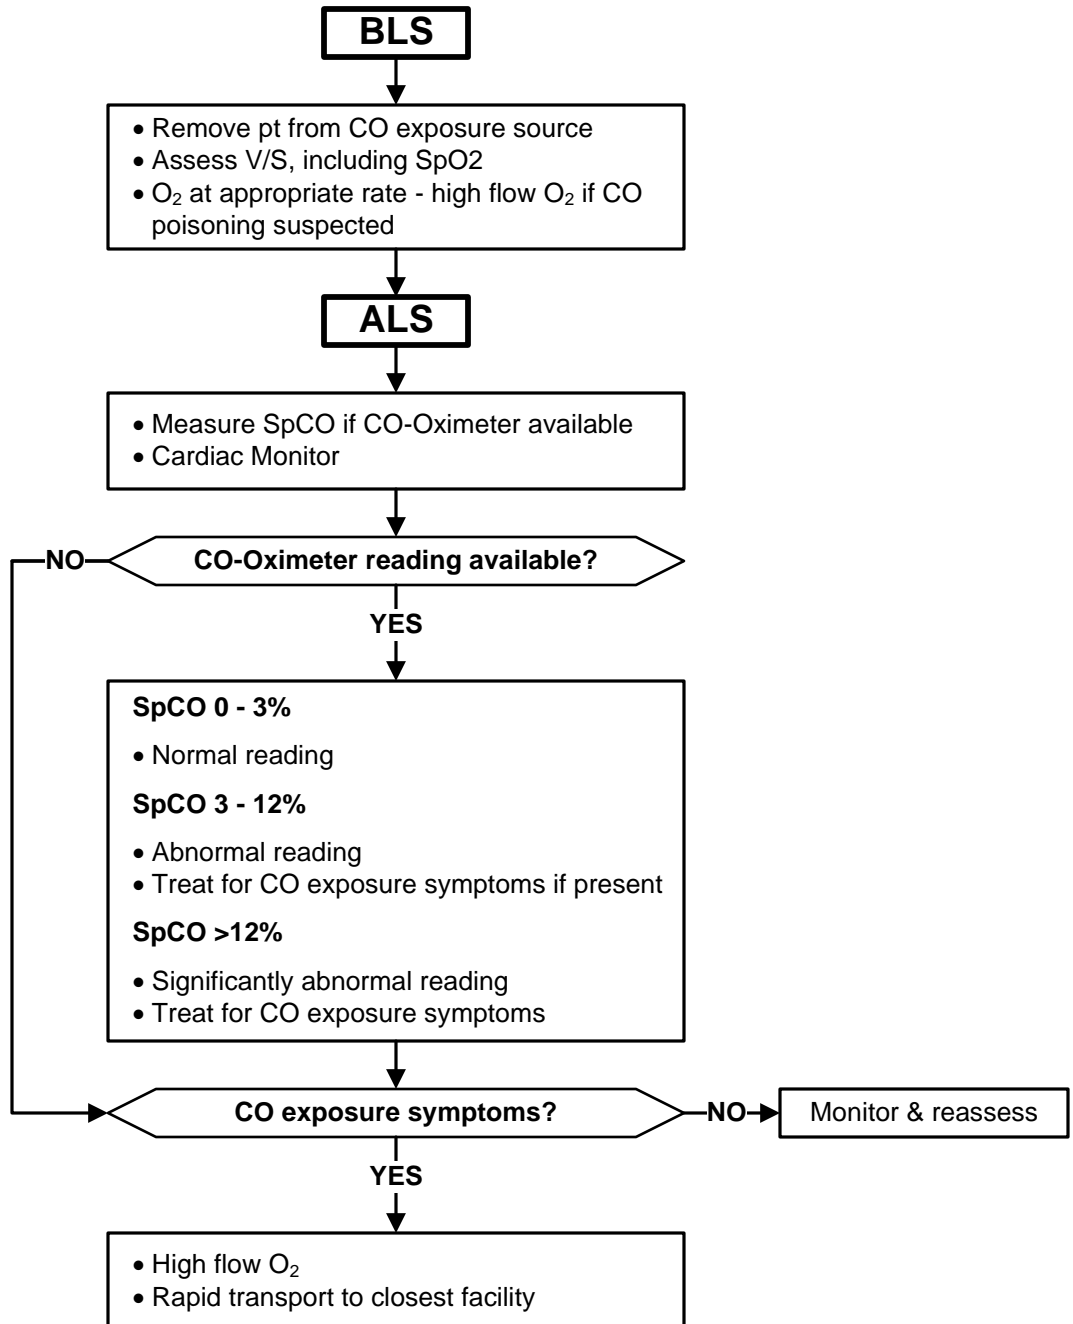 BLS
• Remove pt from CO exposure source
• Assess V/S, including SpO2
• O₂ at appropriate rate - high flow O₂ if CO
poisoning suspected
ALS
• Measure SpCO if CO-Oximeter available
• Cardiac Monitor
NO
CO-Oximeter reading available?
YES
SpCO 0 - 3%
• Normal reading
SpCO 3 - 12%
• Abnormal reading
• Treat for CO exposure symptoms if present
SpCO >12%
• Significantly abnormal reading
• Treat for CO exposure symptoms
CO exposure symptoms?
NO
Monitor & reassess
YES
• High flow O₂
• Rapid transport to closest facility